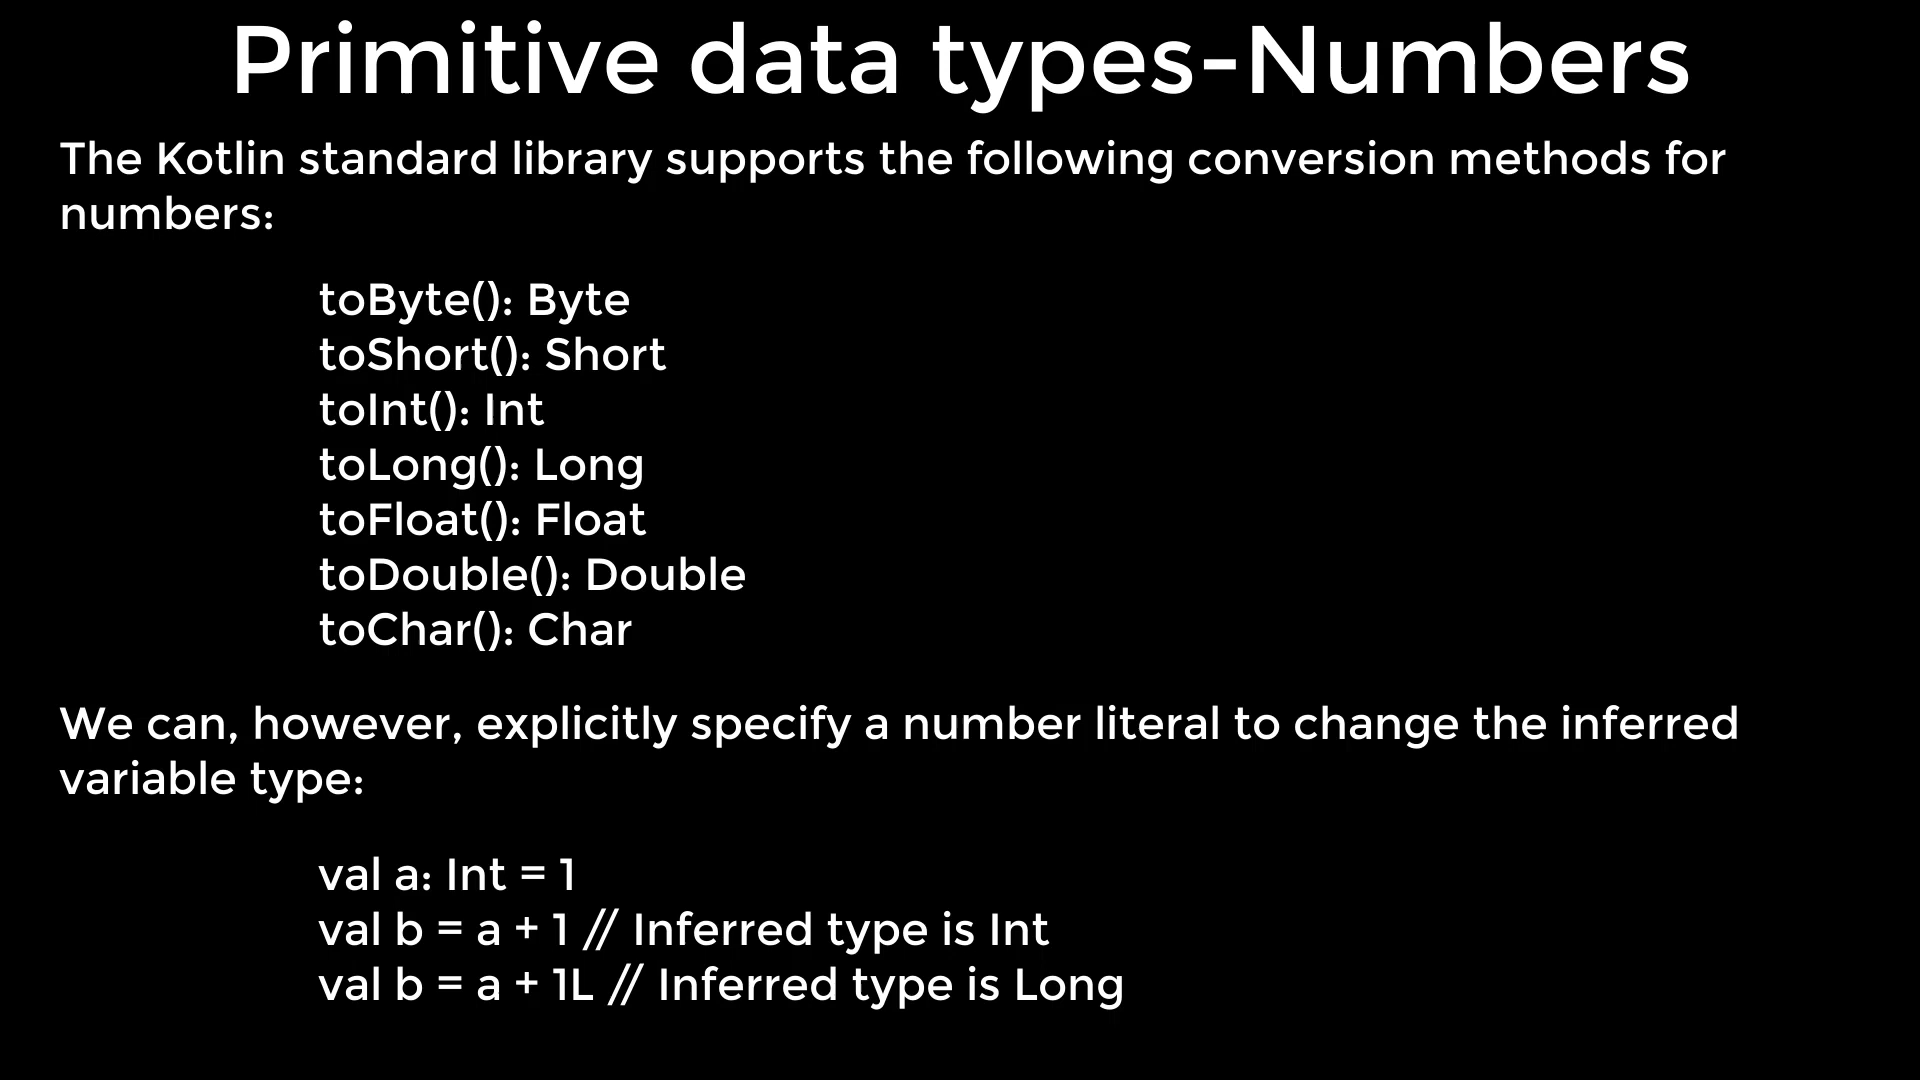 Primitive data types-Numbers
The Kotlin standard library supports the following conversion methods for
numbers:
toByte(): Byte
toShort(): Short
toInt(): Int
toLong(): Long
toFloat(): Float
toDouble(): Double
toChar(): Char
We can, however, explicitly specify a number literal to change the inferred
variable type:
val a: Int = 1
val b = a + 1 // Inferred type is Int
val b = a + 1L // Inferred type is Long